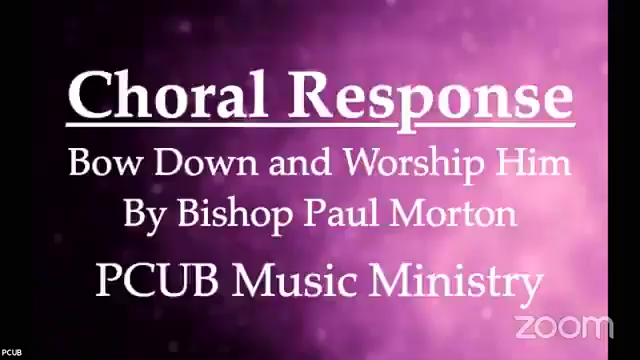 Choral Response
Bow Down and Worship Him
By Bishop Paul Morton
PCUB Music Ministry
zoom
PCUB